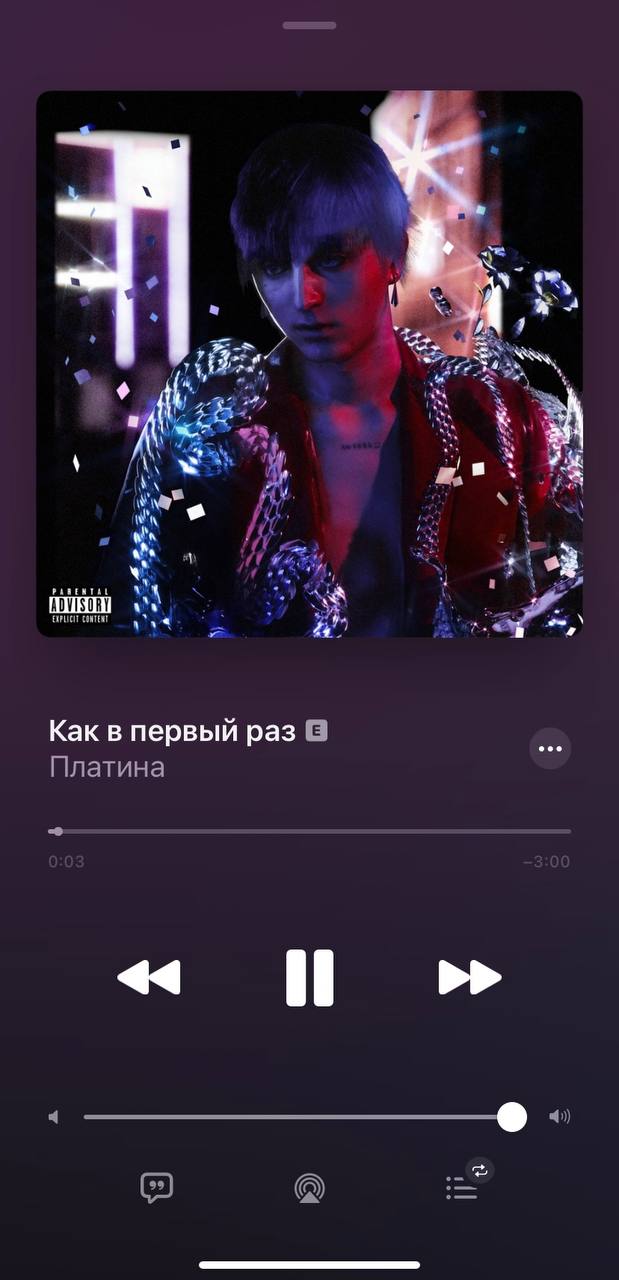 PARENTAL
ADVISORY
EXPLICIT CONTENT
Как в первый раз E
Платина
0:03
–3:00